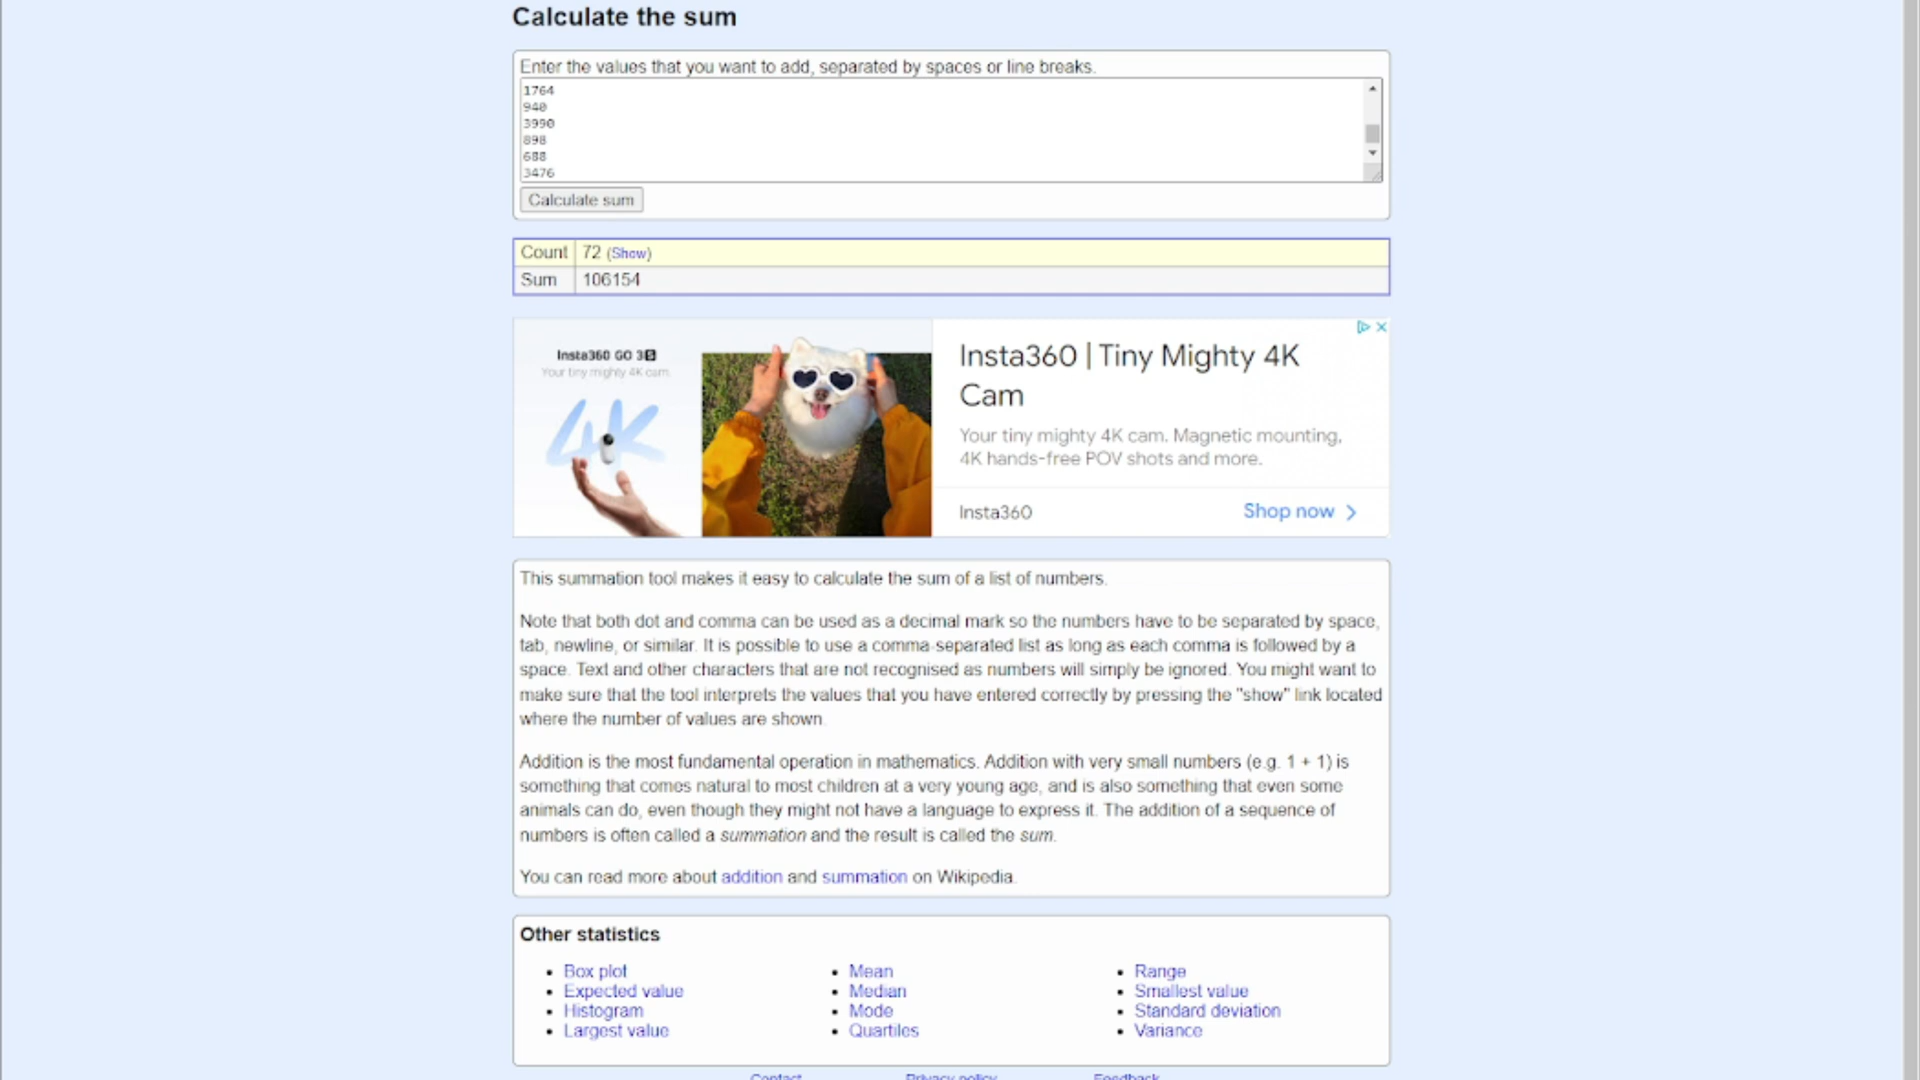 Calculate the sum
Enter the values that you want to add, separated by spaces or line breaks.
1764
940
3990
898
688
3476
Calculate sum
Count 72 (Show)
Sum 106154
Insta360 GO 3S
Your tiny mighty 4K cam
4K
Insta360 | Tiny Mighty 4K
Cam
Your tiny mighty 4K cam. Magnetic mounting,
4K hands-free POV shots and more.
Insta360
Shop now
This summation tool makes it easy to calculate the sum of a list of numbers.
Note that both dot and comma can be used as a decimal mark so the numbers have to be separated by space,
tab, newline, or similar. It is possible to use a comma-separated list as long as each comma is followed by a
space. Text and other characters that are not recognised as numbers will simply be ignored. You might want to
make sure that the tool interprets the values that you have entered correctly by pressing the "show" link located
where the number of values are shown.
Addition is the most fundamental operation in mathematics. Addition with very small numbers (e.g. 1 + 1) is
something that comes natural to most children at a very young age, and is also something that even some
animals can do, even though they might not have a language to express it. The addition of a sequence of
numbers is often called a summation and the result is called the sum.
You can read more about addition and summation on Wikipedia.
Other statistics
• Box plot
• Expected value
• Histogram
• Largest value
• Mean
• Median
• Mode
• Quartiles
• Range
• Smallest value
• Standard deviation
• Variance
Contact Privacy policy Feedback